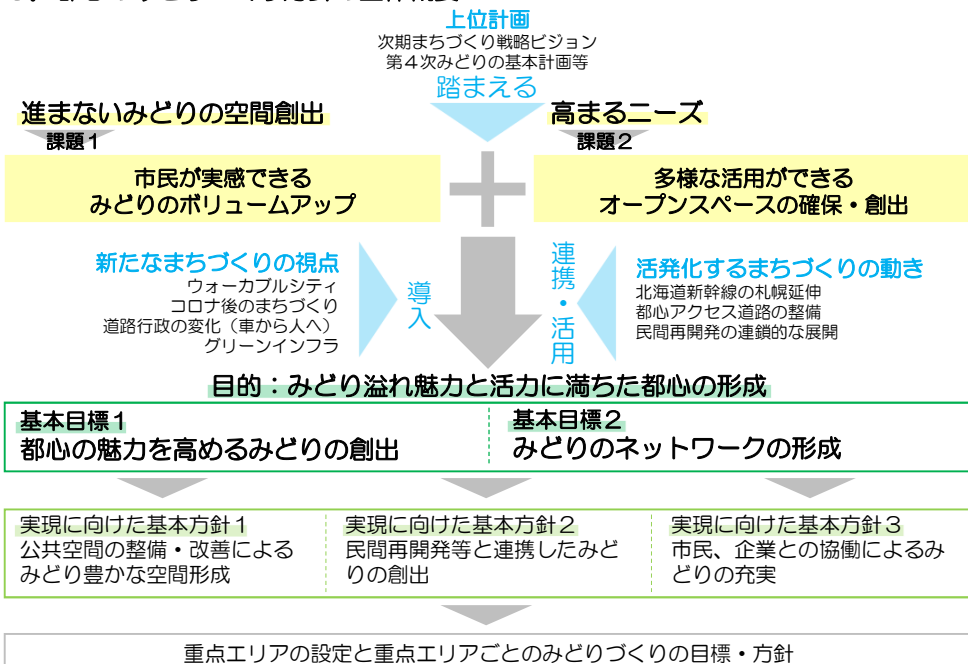 上位計画
次期まちづくり戦略ビジョン
第４次みどりの基本計画等
踏まえる
進まないみどりの空間創出
課題１
市民が実感できる
みどりのボリュームアップ
高まるニーズ
課題２
多様な活用ができる
オープンスペースの確保・創出
新たなまちづくりの視点
ウォーカブルシティ
コロナ後のまちづくり
道路行政の変化（車から人へ）
グリーンインフラ
導入
連携・活用
活発化するまちづくりの動き
北海道新幹線の札幌延伸
都心アクセス道路の整備
民間再開発の連鎖的な展開
目的：みどり溢れ魅力と活力に満ちた都心の形成
基本目標１
都心の魅力を高めるみどりの創出
基本目標２
みどりのネットワークの形成
実現に向けた基本方針１
公共空間の整備・改善による
みどり豊かな空間形成
実現に向けた基本方針２
民間再開発等と連携したみど
りの創出
実現に向けた基本方針３
市民、企業との協働によるみ
どりの充実
重点エリアの設定と重点エリアごとのみどりづくりの目標・方針